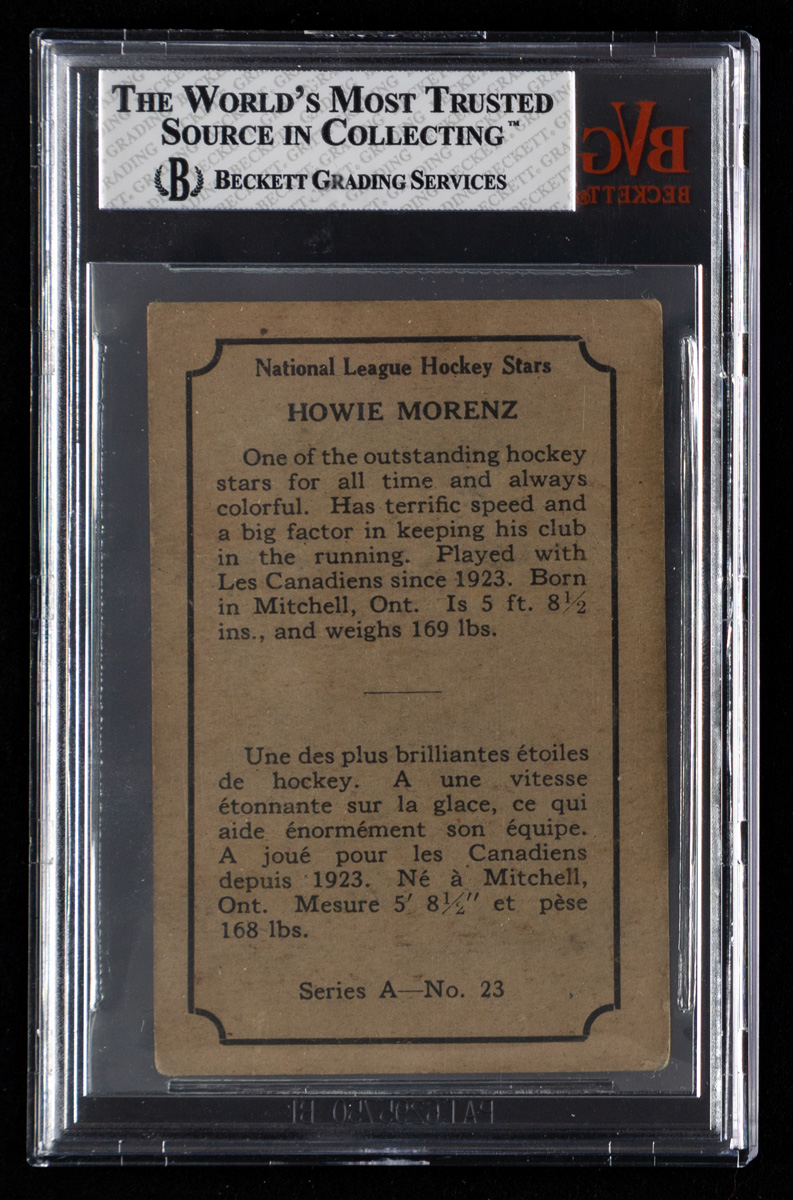 THE WORLD'S MOST TRUSTED
SOURCE IN COLLECTING™
B BECKETT GRADING SERVICES
BVG
BECKETT®
National League Hockey Stars
HOWIE MORENZ
One of the outstanding hockey
stars for all time and always
colorful. Has terrific speed and
a big factor in keeping his club
in the running. Played with
Les Canadiens since 1923. Born
in Mitchell, Ont. Is 5 ft. 8½
ins., and weighs 169 lbs.
Une des plus brilliantes étoiles
de hockey. A une vitesse
étonnante sur la glace, ce qui
aide énormément son équipe.
A joué pour les Canadiens
depuis 1923. Né à Mitchell,
Ont. Mesure 5′ 8½″ et pèse
168 lbs.
Series A—No. 23